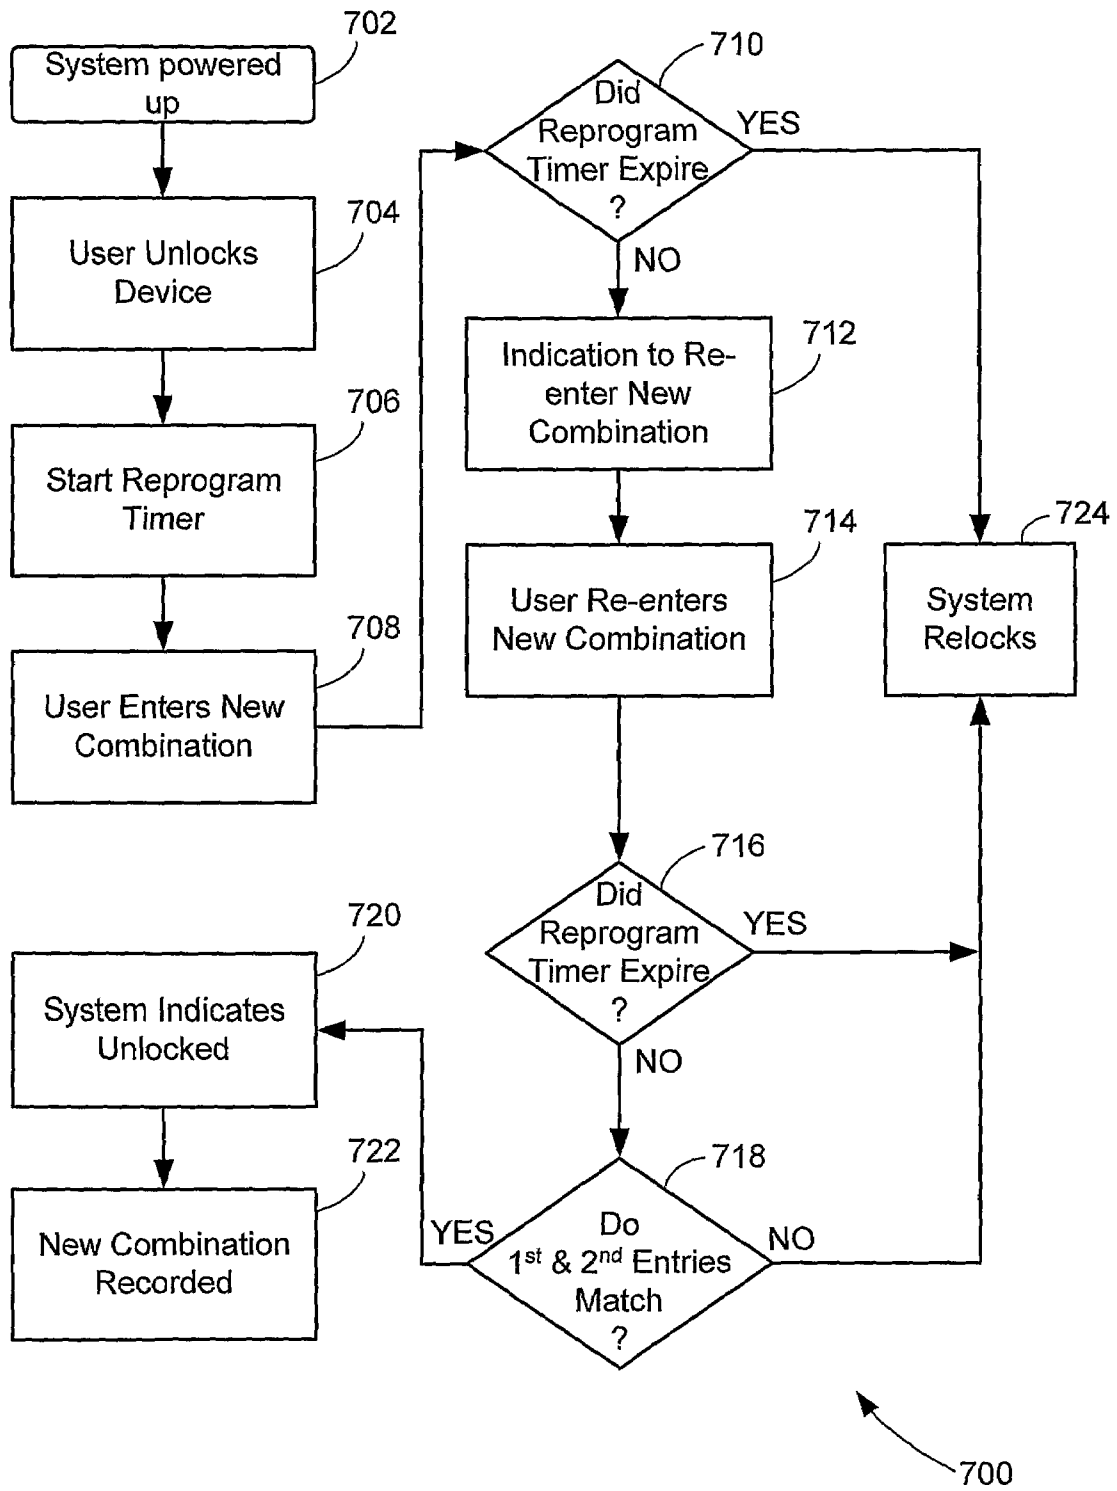 702
System powered
up
704
User Unlocks
Device
706
Start Reprogram
Timer
708
User Enters New
Combination
710
Did
Reprogram
Timer Expire
?
YES
NO
712
Indication to Re-
enter New
Combination
714
User Re-enters
New Combination
724
System
Relocks
716
Did
Reprogram
Timer Expire
?
YES
NO
718
Do
1st & 2nd Entries
Match
?
YES
NO
720
System Indicates
Unlocked
722
New Combination
Recorded
700